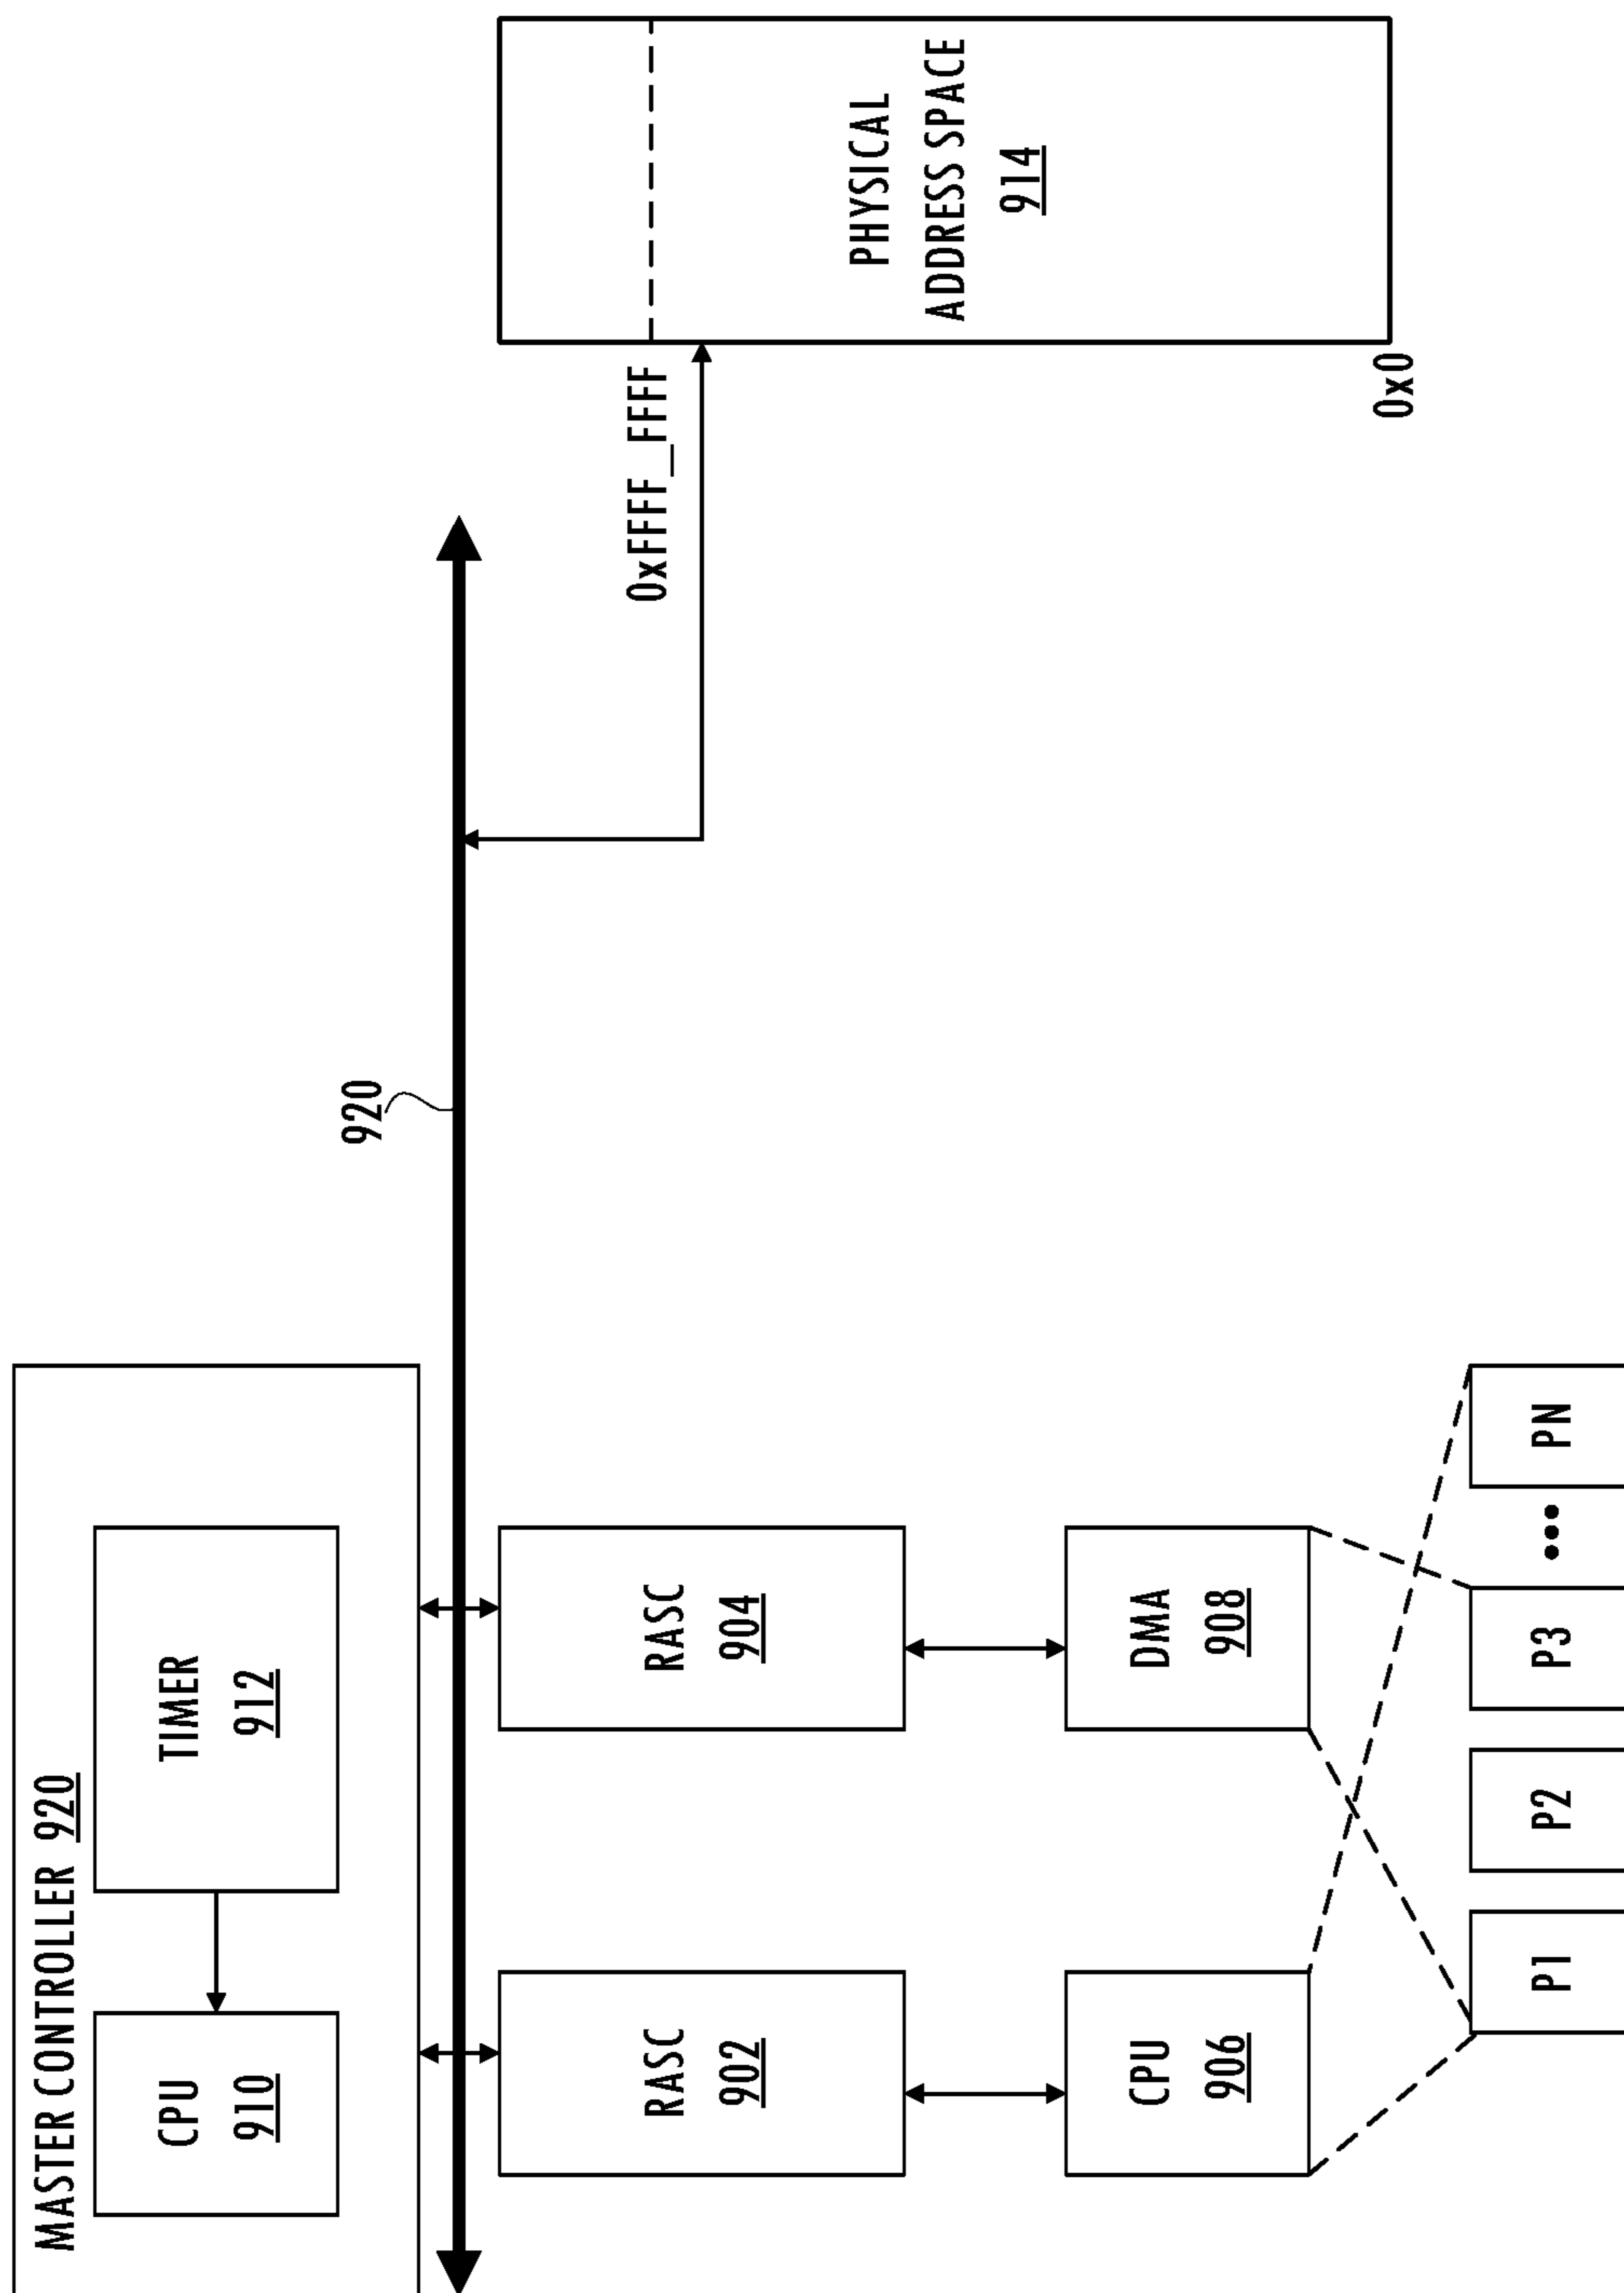 MASTER CONTROLLER 920
CPU
910
TIMER
912
920
RASC
902
RASC
904
0xFFFF_FFFF
PHYSICAL
ADDRESS SPACE
914
0x0
CPU
906
DMA
908
P1
P2
P3
PN